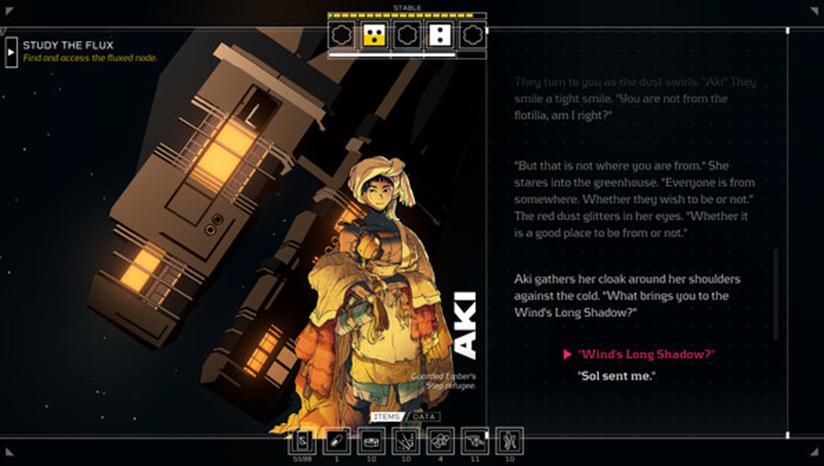 STABLE
STUDY THE FLUX
Find and access the fluxed node.
They turn to you as the dust swirls. "Aki" They
smile a tight smile. "You are not from the
flotilla, am I right?"
"But that is not where you are from." She
stares into the greenhouse. "Everyone is from
somewhere. Whether they wish to be or not."
The red dust glitters in her eyes. "Whether it
is a good place to be from or not."
Aki gathers her cloak around her shoulders
against the cold. "What brings you to the
Wind's Long Shadow?"
"Wind's Long Shadow?"
"Sol sent me."
AKI
Guarded Ember's
Step refugee.
ITEMS / DATA
5598 1 10 10 4 11 10